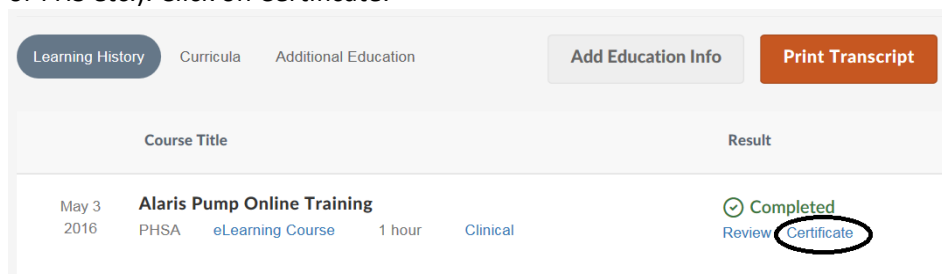 Learning History Curricula Additional Education Add Education Info Print Transcript
Course Title Result
May 3 Alaris Pump Online Training Completed
2016 PHSA eLearning Course 1 hour Clinical Review Certificate